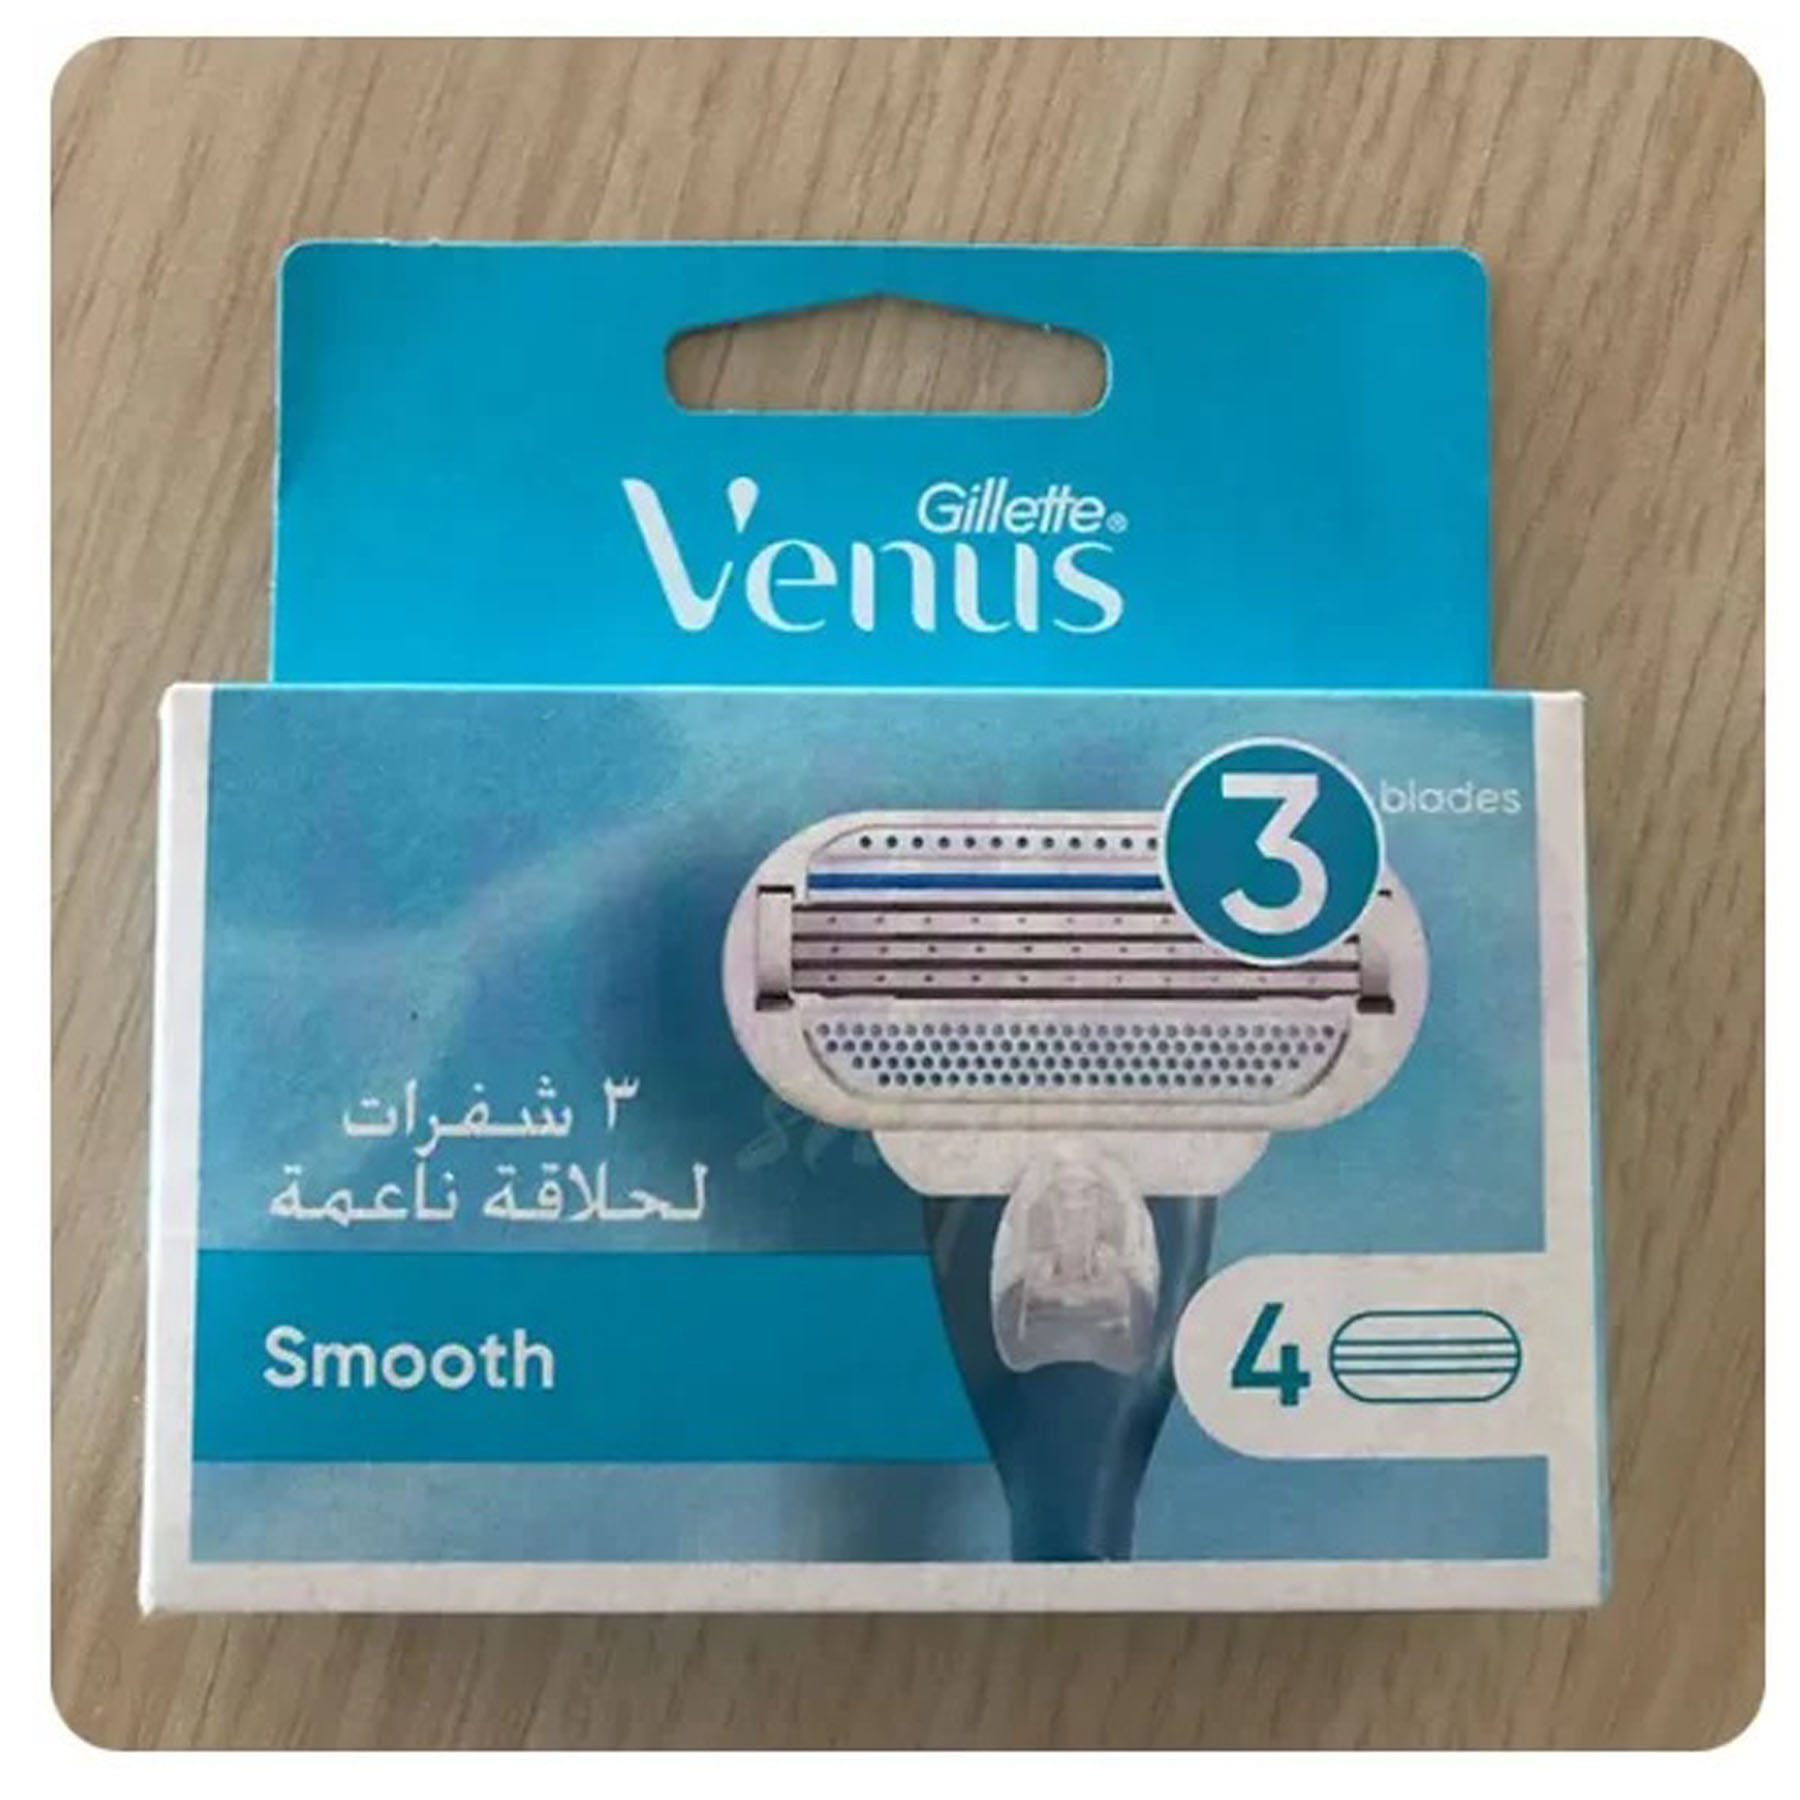 Gillette®
Venus
3 blades
٣ شفرات
لحلاقة ناعمة
Smooth
4